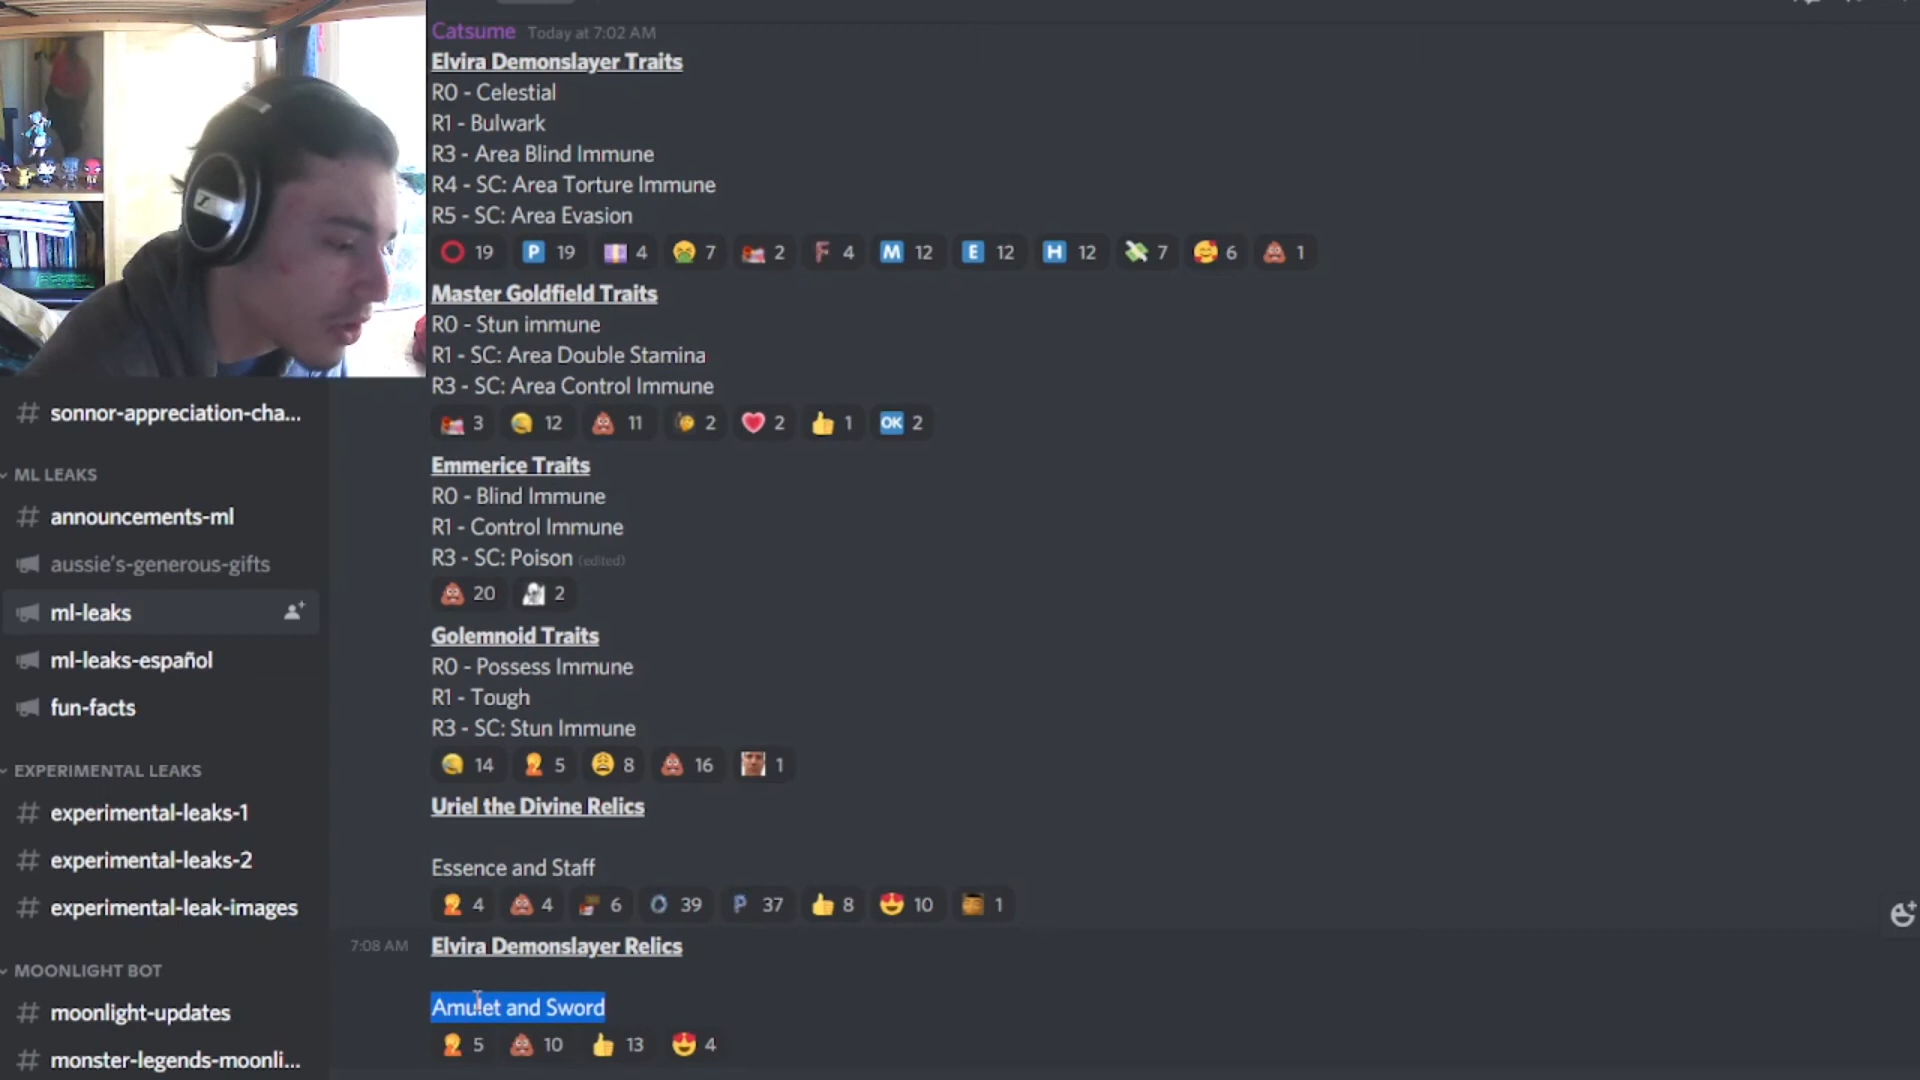 Catsume Today at 7:02 AM
Elvira Demonslayer Traits
R0 - Celestial
R1 - Bulwark
R3 - Area Blind Immune
R4 - SC: Area Torture Immune
R5 - SC: Area Evasion
19 P 19 4 7 2 F 4 M 12 E 12 H 12 7 6 1
Master Goldfield Traits
R0 - Stun immune
R1 - SC: Area Double Stamina
R3 - SC: Area Control Immune
3 12 11 2 2 1 OK 2
Emmerice Traits
R0 - Blind Immune
R1 - Control Immune
R3 - SC: Poison (edited)
20 2
Golemnoid Traits
R0 - Possess Immune
R1 - Tough
R3 - SC: Stun Immune
14 5 8 16 1
Uriel the Divine Relics
Essence and Staff
4 4 6 O 39 P 37 8 10 1
7:08 AM Elvira Demonslayer Relics
Amulet and Sword
5 10 13 4
# sonnor-appreciation-cha...
ML LEAKS
# announcements-ml
aussie's-generous-gifts
ml-leaks
ml-leaks-español
fun-facts
EXPERIMENTAL LEAKS
# experimental-leaks-1
# experimental-leaks-2
# experimental-leak-images
MOONLIGHT BOT
# moonlight-updates
# monster-legends-moonli...